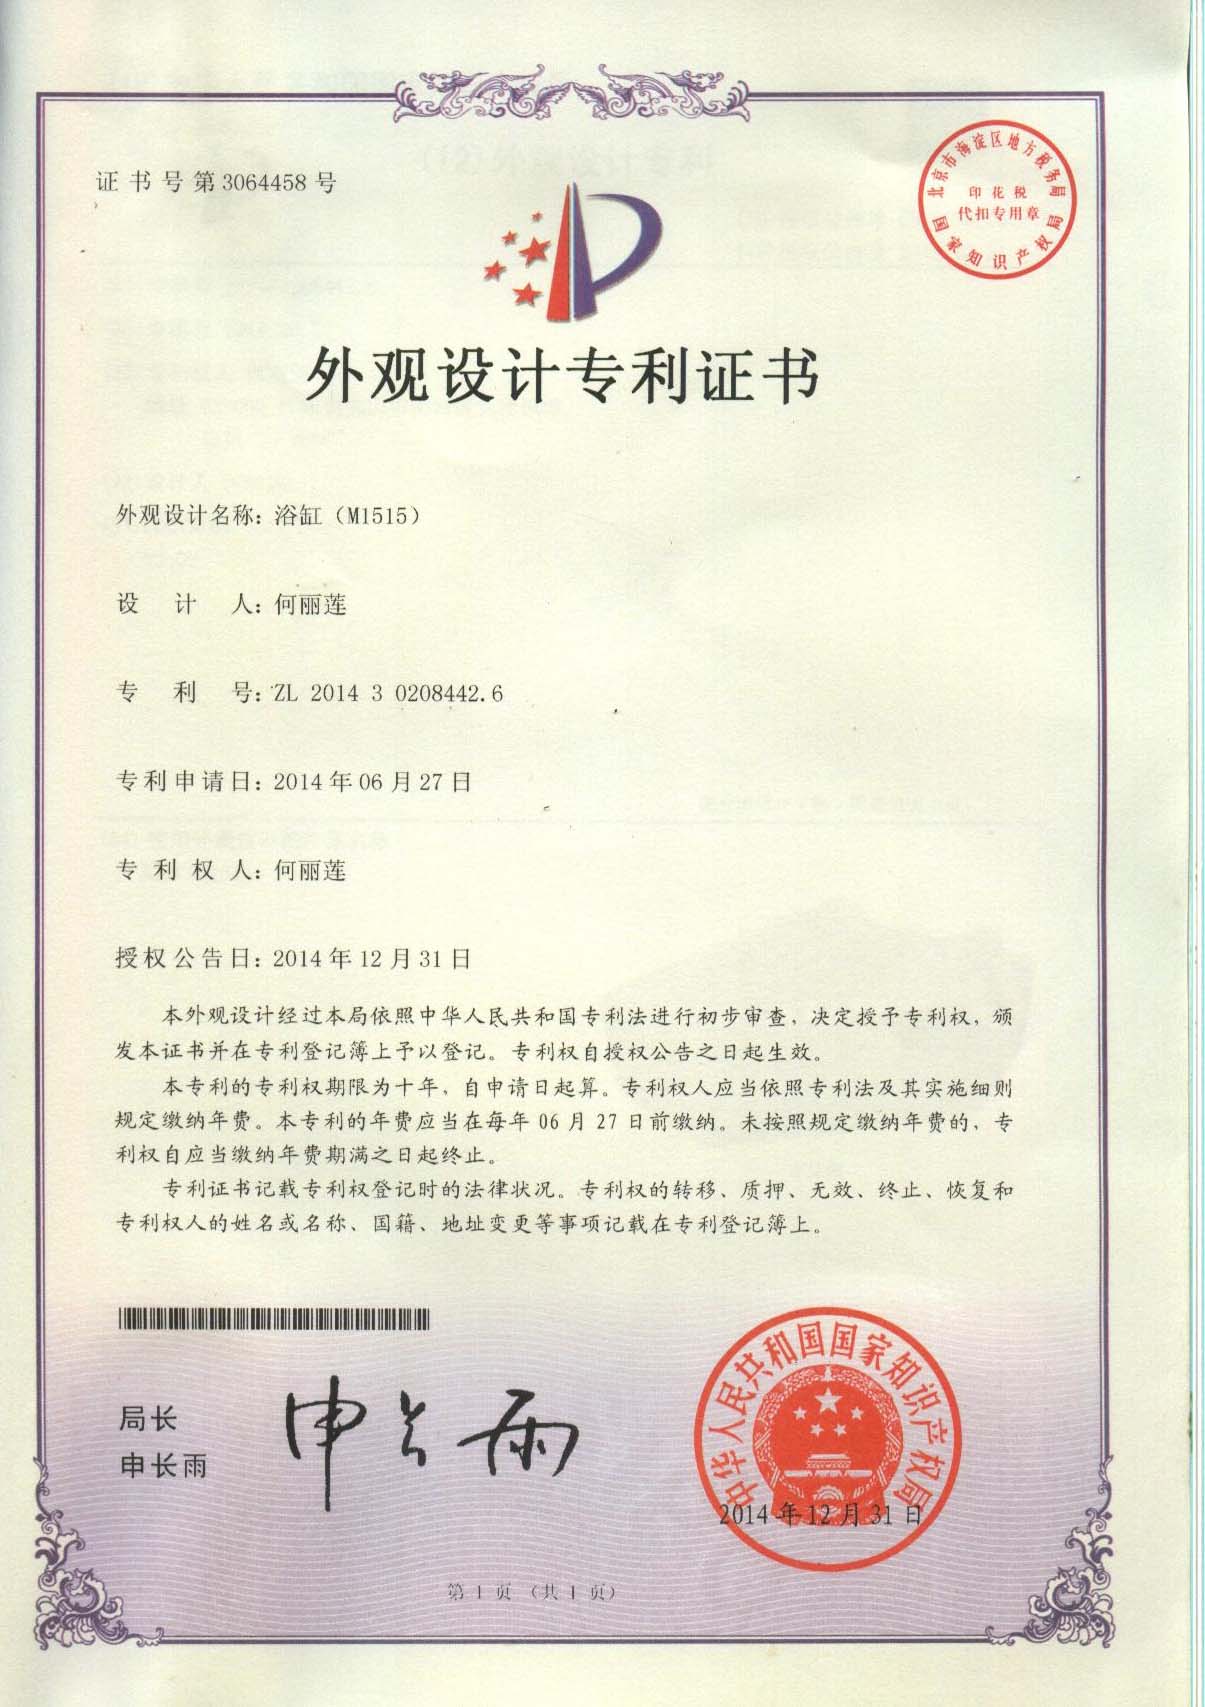 证书号第3064458号
北京市海淀区地方税务局
印花税
代扣专用章
国家知识产权局
外观设计专利证书
外观设计名称：浴缸（M1515）
设计人：何丽莲
专利号：ZL 2014 3 0208442.6
专利申请日：2014年06月27日
专利权人：何丽莲
授权公告日：2014年12月31日
本外观设计经过本局依照中华人民共和国专利法进行初步审查，决定授予专利权，颁
发本证书并在专利登记簿上予以登记。专利权自授权公告之日起生效。
本专利的专利权期限为十年，自申请日起算。专利权人应当依照专利法及其实施细则
规定缴纳年费。本专利的年费应当在每年06月27日前缴纳。未按照规定缴纳年费的，专
利权自应当缴纳年费期满之日起终止。
专利证书记载专利权登记时的法律状况。专利权的转移、质押、无效、终止、恢复和
专利权人的姓名或名称、国籍、地址变更等事项记载在专利登记簿上。
局长
申长雨
申长雨
中华人民共和国国家知识产权局
2014年12月31日
第1页（共1页）